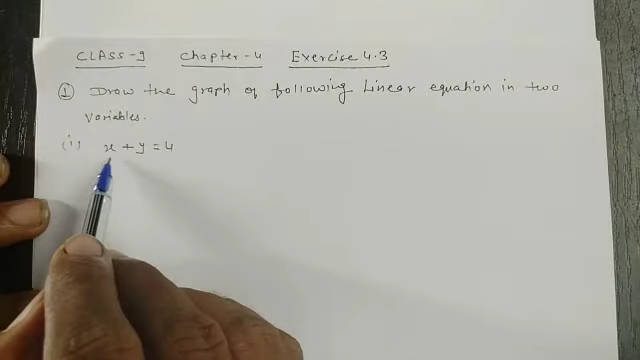 CLASS-9 Chapter-4 Exercise 4.3
① Draw the graph of following Linear equation in two
variables.
(i) x + y = 4